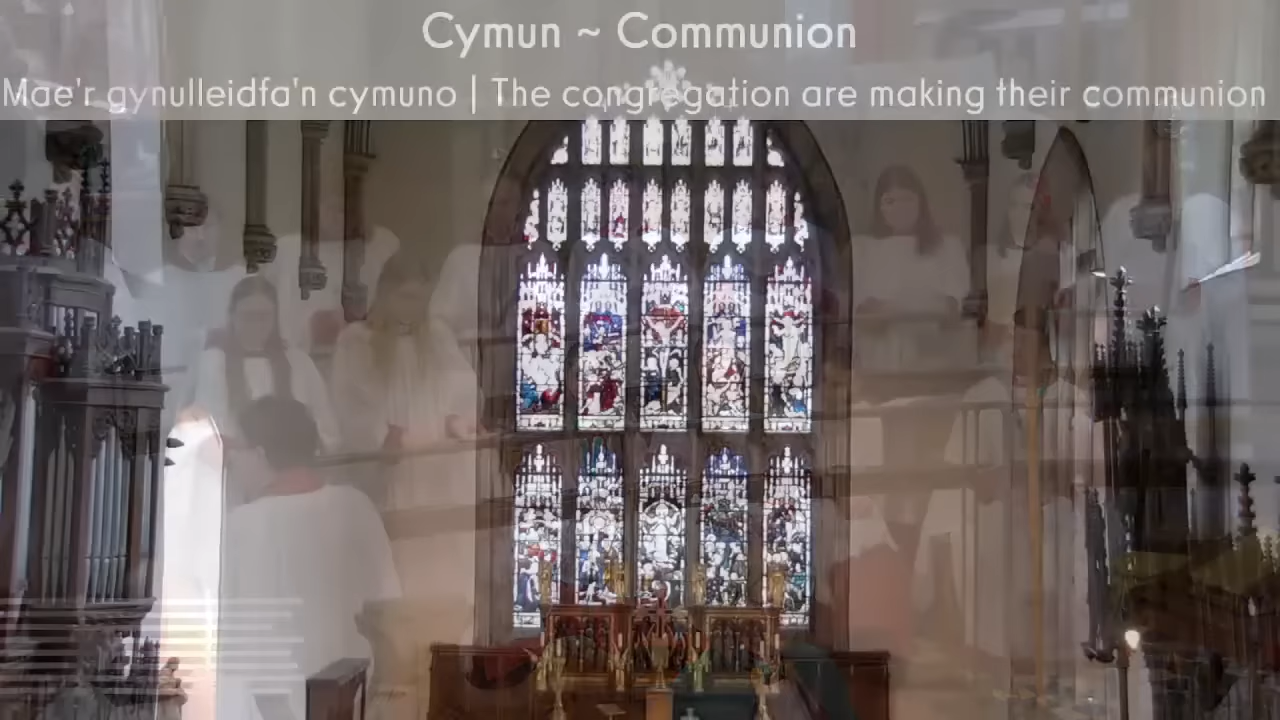 Cymun ~ Communion
Mae'r gynulleidfa'n cymuno | The congregation are making their communion